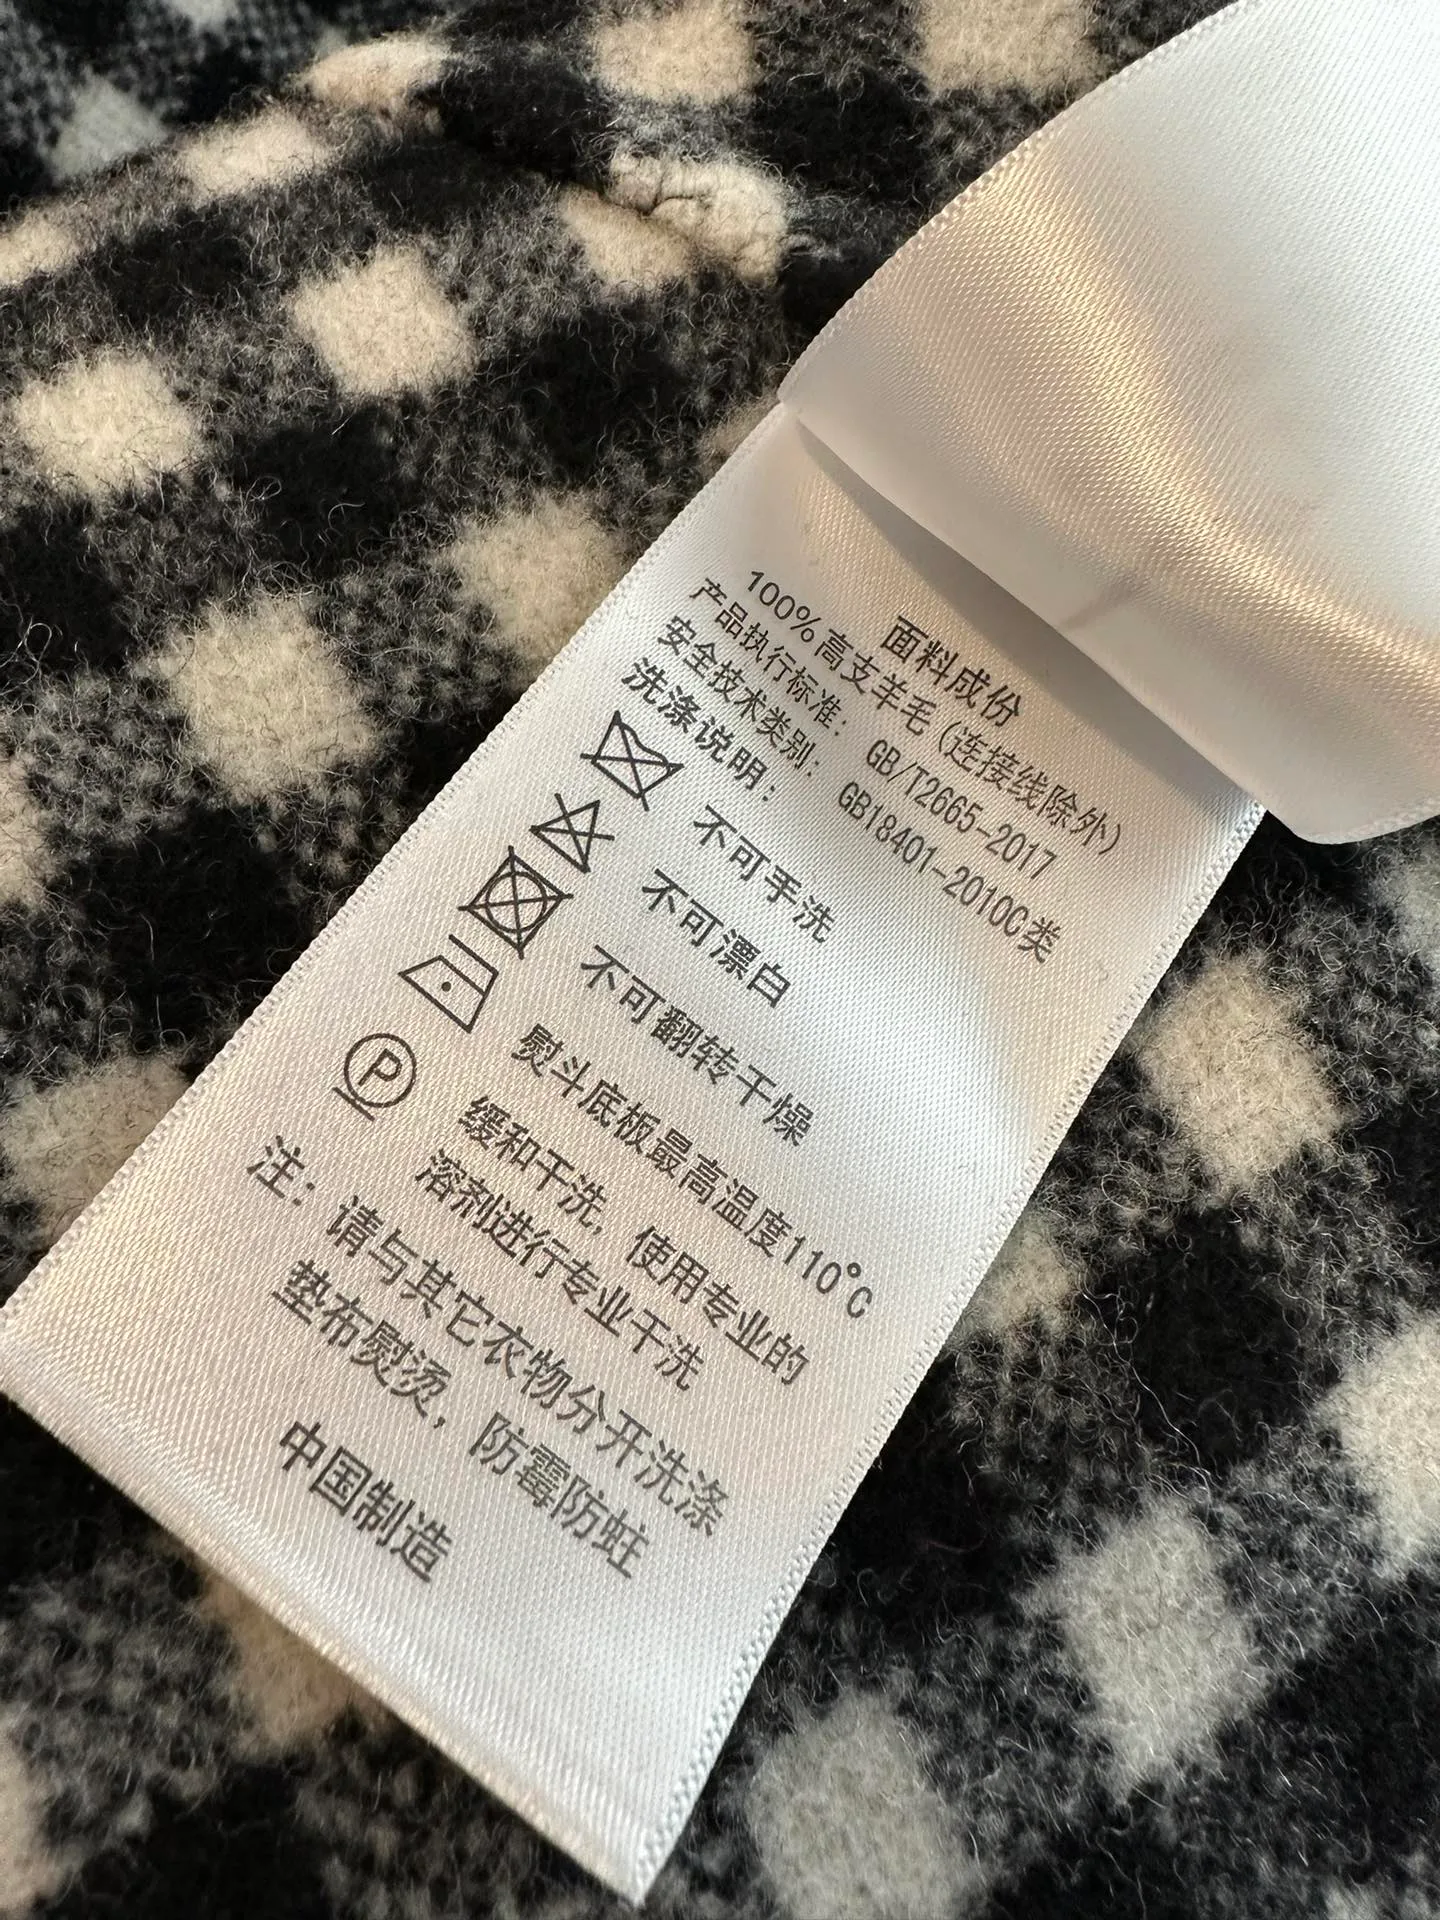 面料成份
100%高支羊毛（连接线除外）
产品执行标准：GB/T2665-2017
安全技术类别：GB18401-2010C类
洗涤说明：
不可手洗
不可漂白
不可翻转干燥
熨斗底板最高温度110°C
P 缓和干洗，使用专业的
溶剂进行专业干洗
注：请与其它衣物分开洗涤
垫布熨烫，防霉防蛀
中国制造